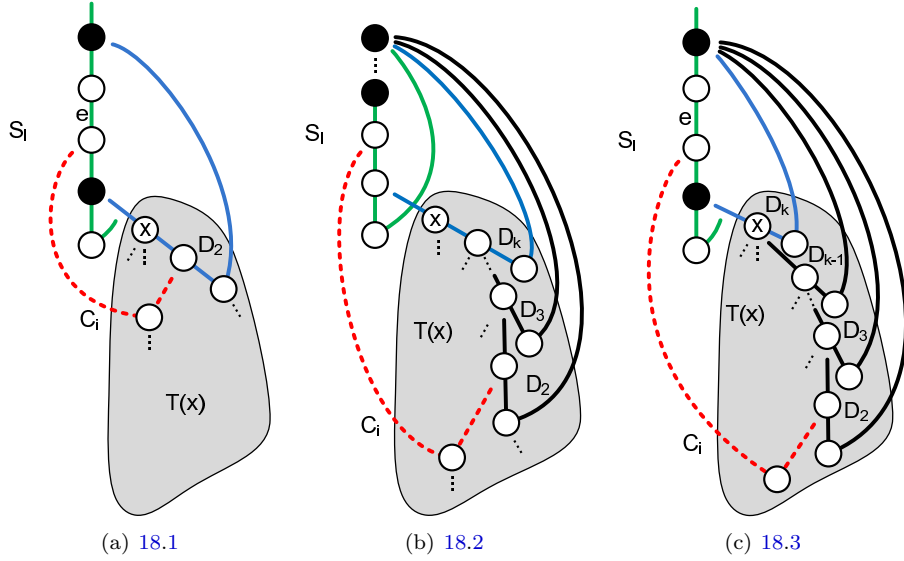 e
S_l
x
D_2
C_i
T(x)
(a) 18.1
S_l
x
D_k
D_3
T(x)
D_2
C_i
(b) 18.2
e
S_l
D_k
x
D_{k-1}
T(x)
D_3
D_2
C_i
(c) 18.3